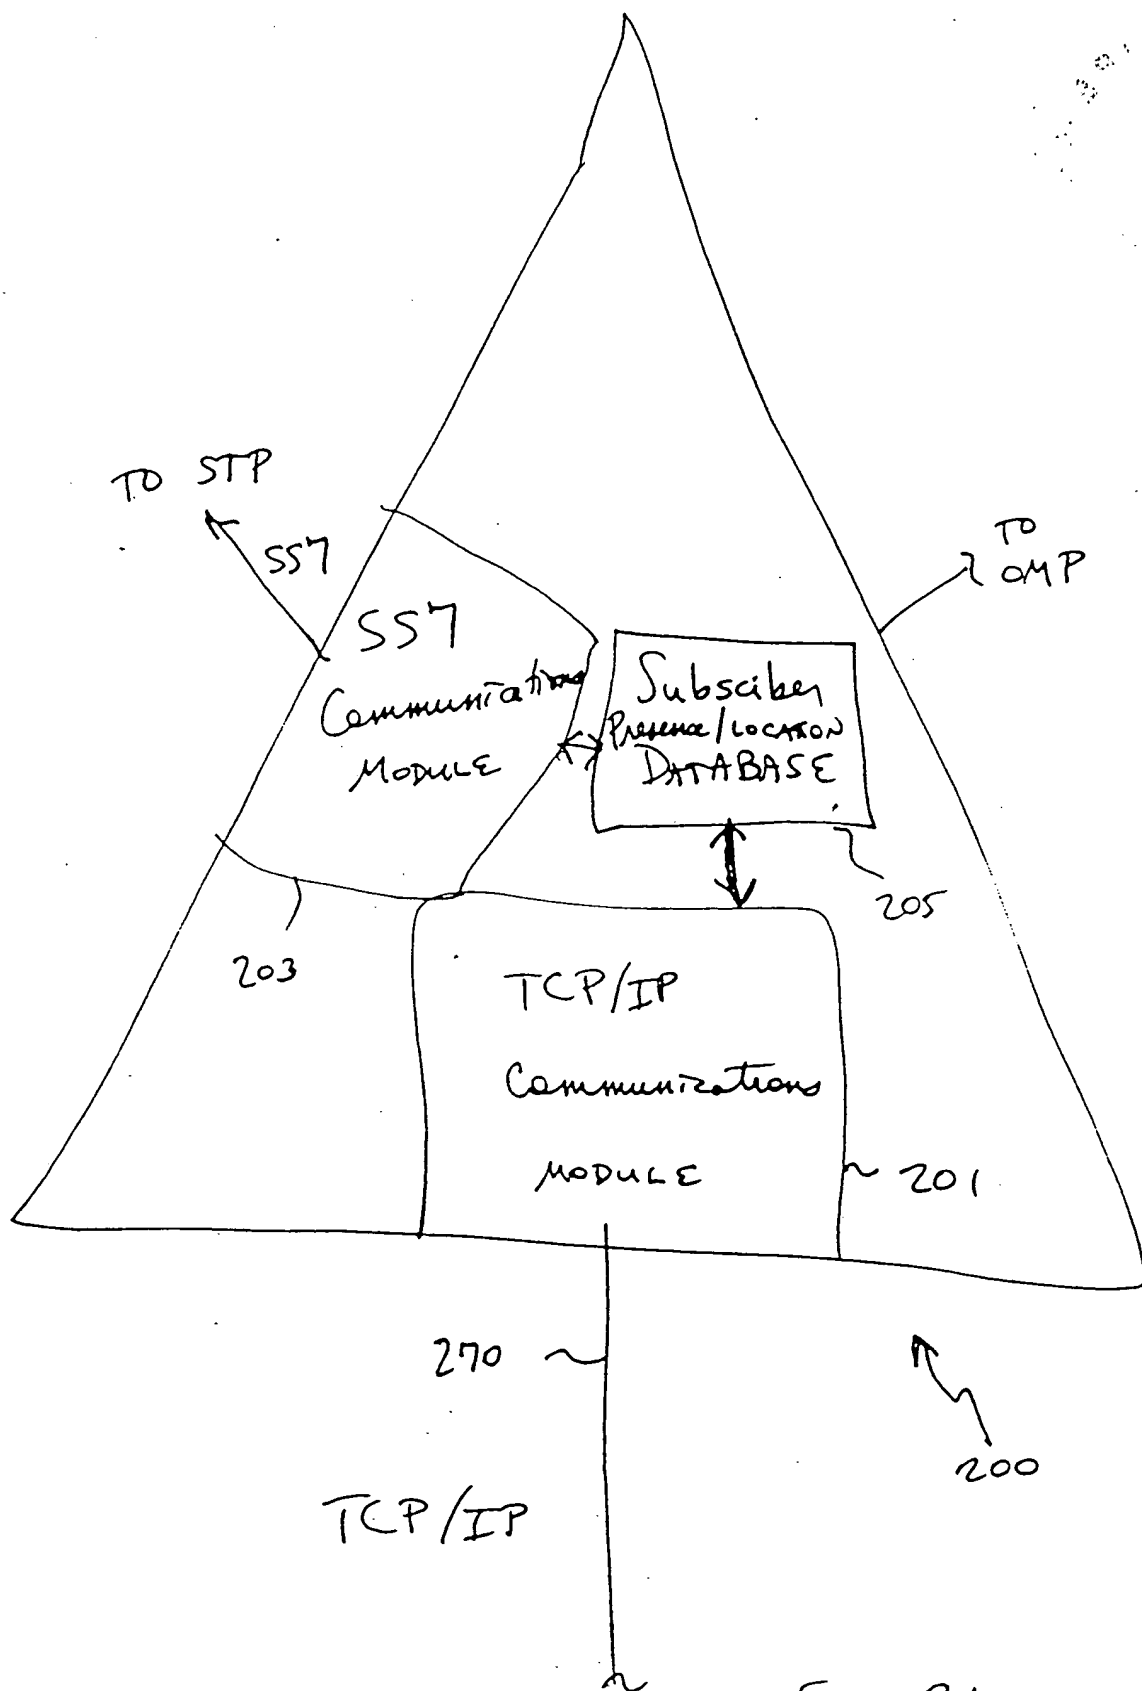 TO STP
SS7
TO
OMP
SS7
Communications
MODULE
Subsciber
Presence/LOCATION
DATABASE
205
203
TCP/IP
Communications
MODULE
201
270
200
TCP/IP